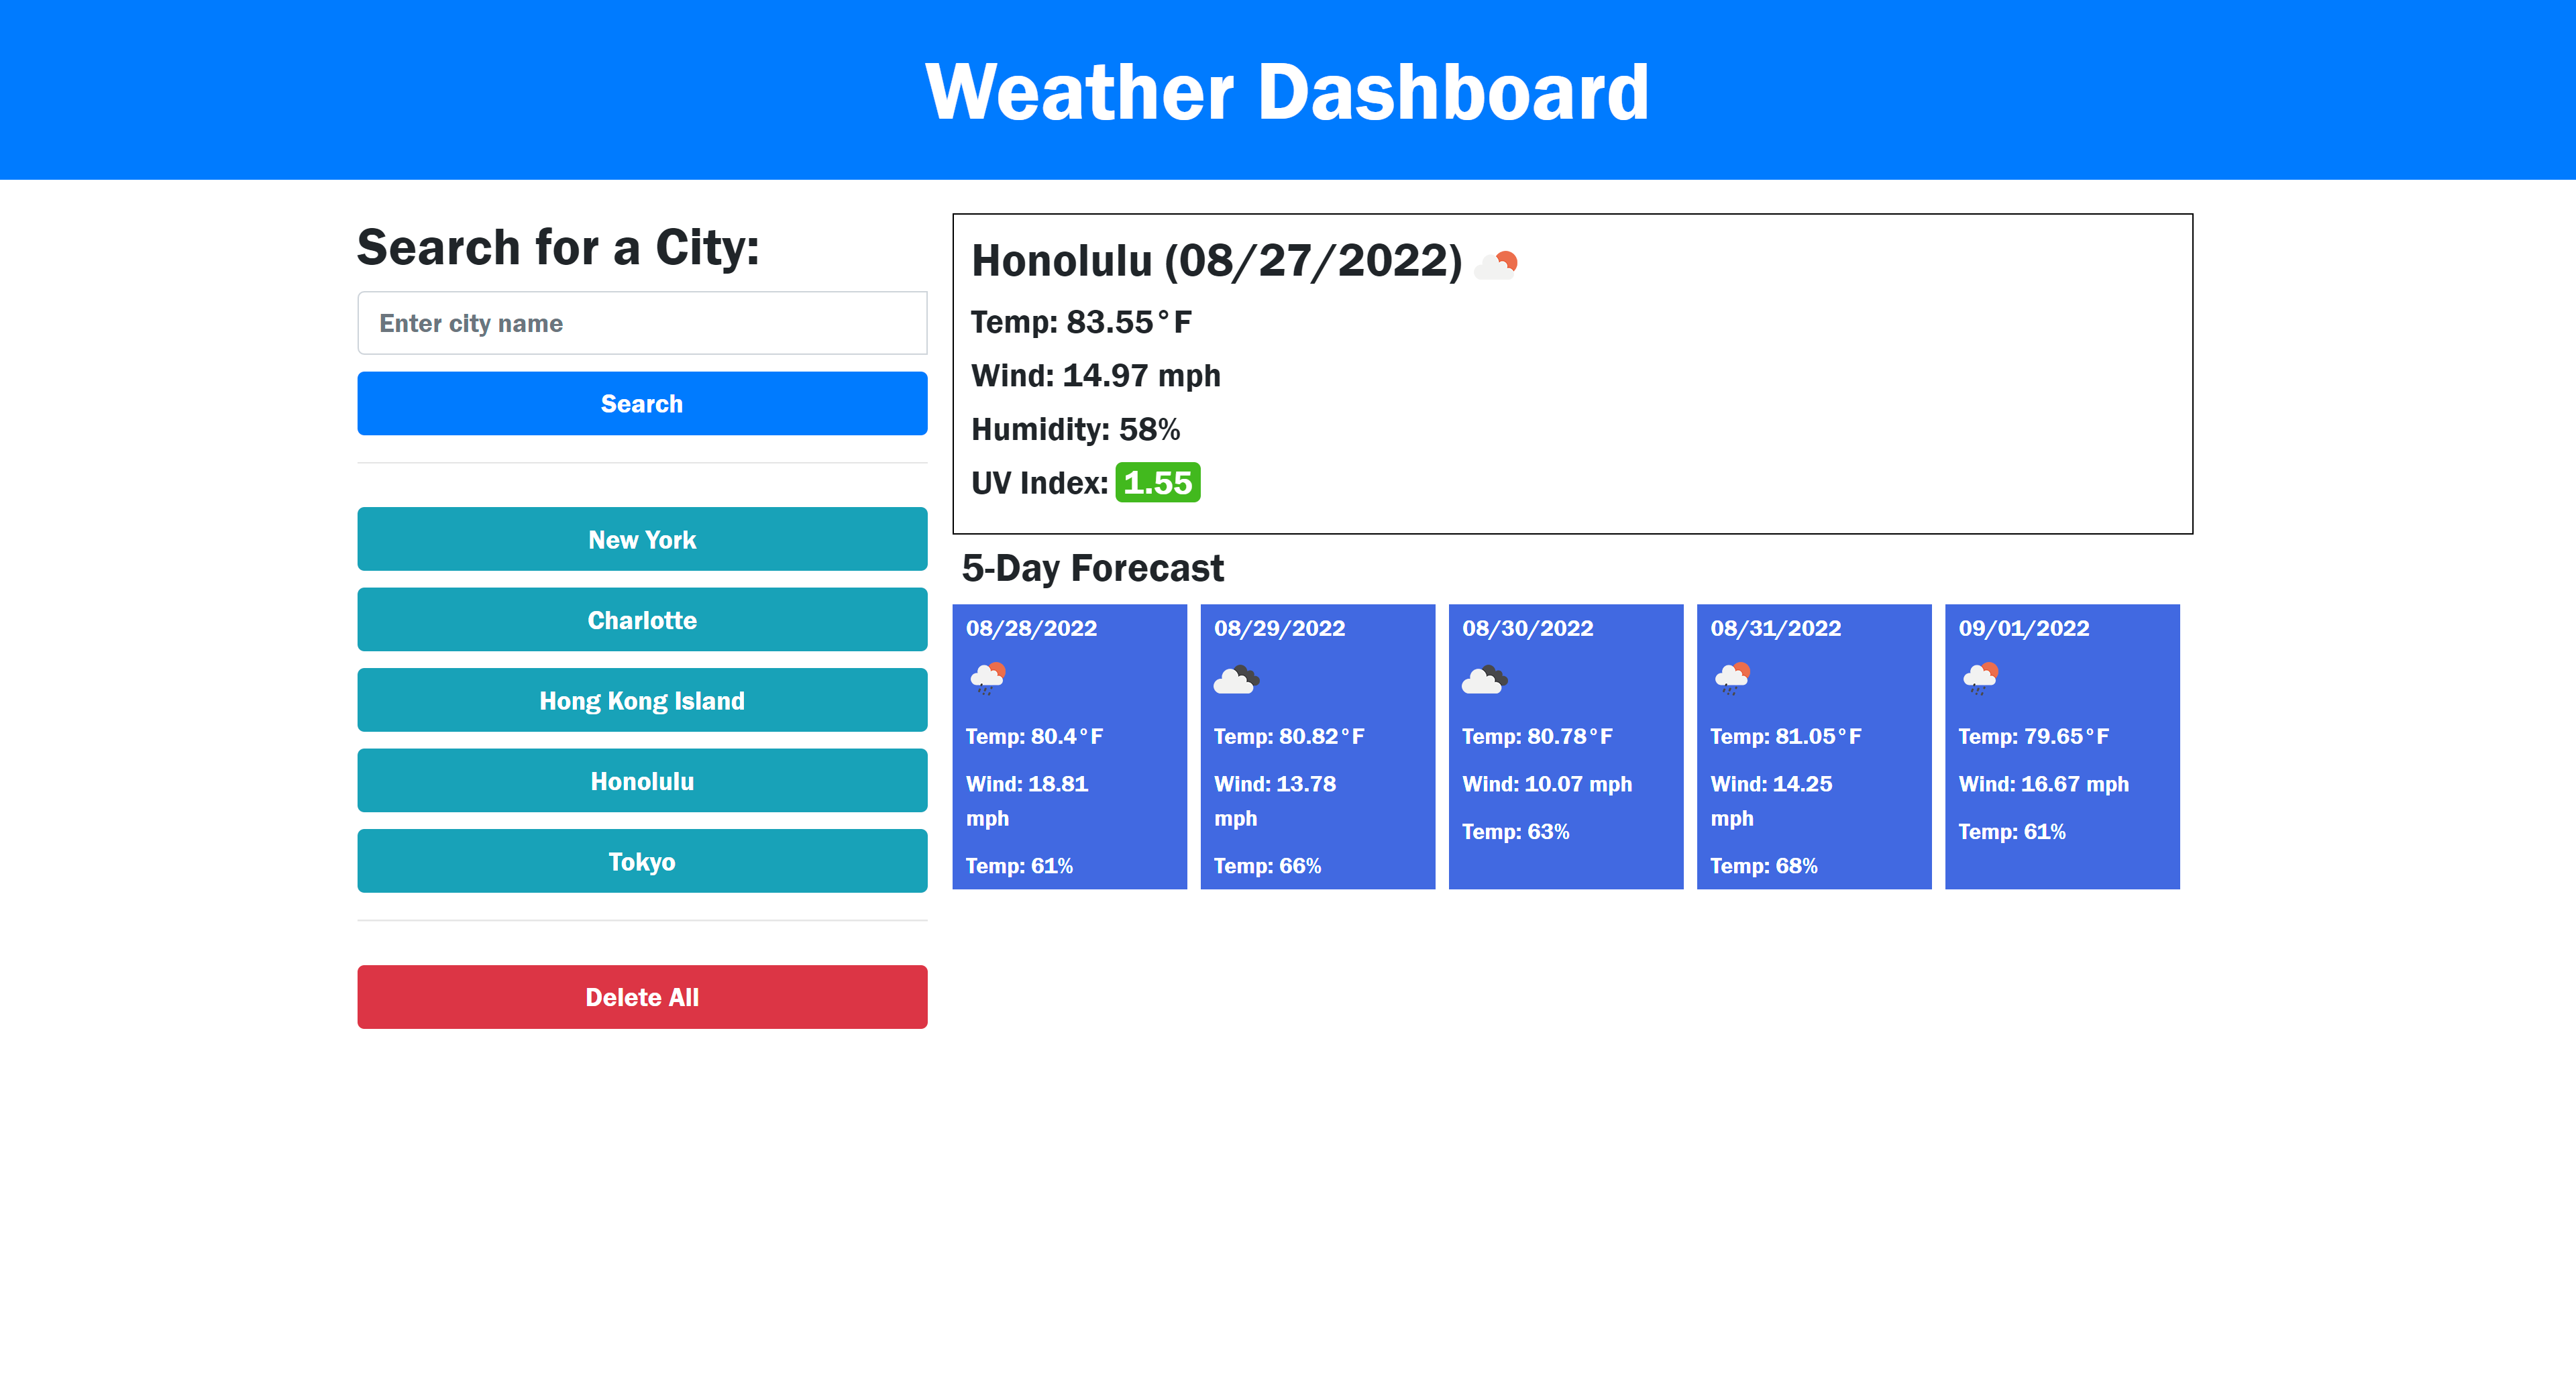 Weather Dashboard
Search for a City:
Enter city name
Search
New York
Charlotte
Hong Kong Island
Honolulu
Tokyo
Delete All
Honolulu (08/27/2022)
Temp: 83.55°F
Wind: 14.97 mph
Humidity: 58%
UV Index: 1.55
5-Day Forecast
08/28/2022
Temp: 80.4°F
Wind: 18.81
mph
Temp: 61%
08/29/2022
Temp: 80.82°F
Wind: 13.78
mph
Temp: 66%
08/30/2022
Temp: 80.78°F
Wind: 10.07 mph
Temp: 63%
08/31/2022
Temp: 81.05°F
Wind: 14.25
mph
Temp: 68%
09/01/2022
Temp: 79.65°F
Wind: 16.67 mph
Temp: 61%